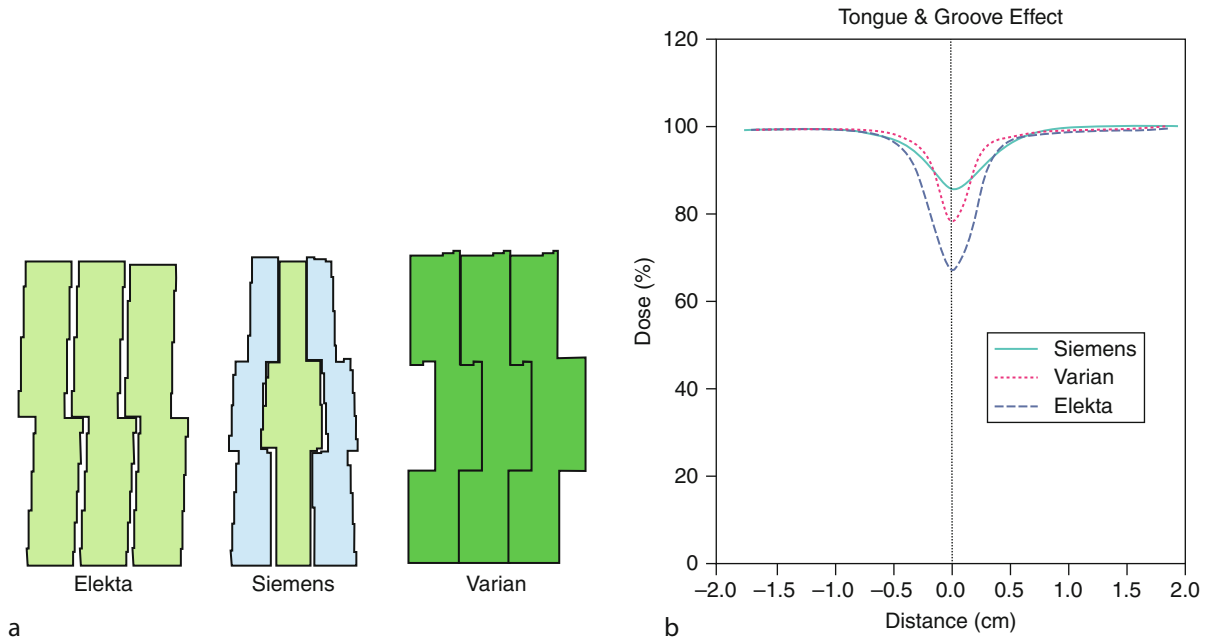 Elekta
Siemens
Varian
a
Tongue & Groove Effect
120
100
80
60
40
20
0
Dose (%)
Siemens
Varian
Elekta
–2.0 –1.5 –1.0 –0.5 0.0 0.5 1.0 1.5 2.0
Distance (cm)
b